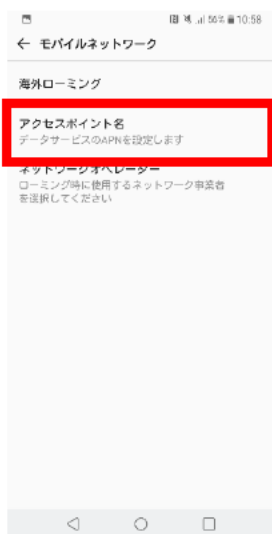 56% 10:58
← モバイルネットワーク
海外ローミング
アクセスポイント名
データサービスのAPNを設定します
ネットワークオペレーター
ローミング時に使用するネットワーク事業者
を選択してください